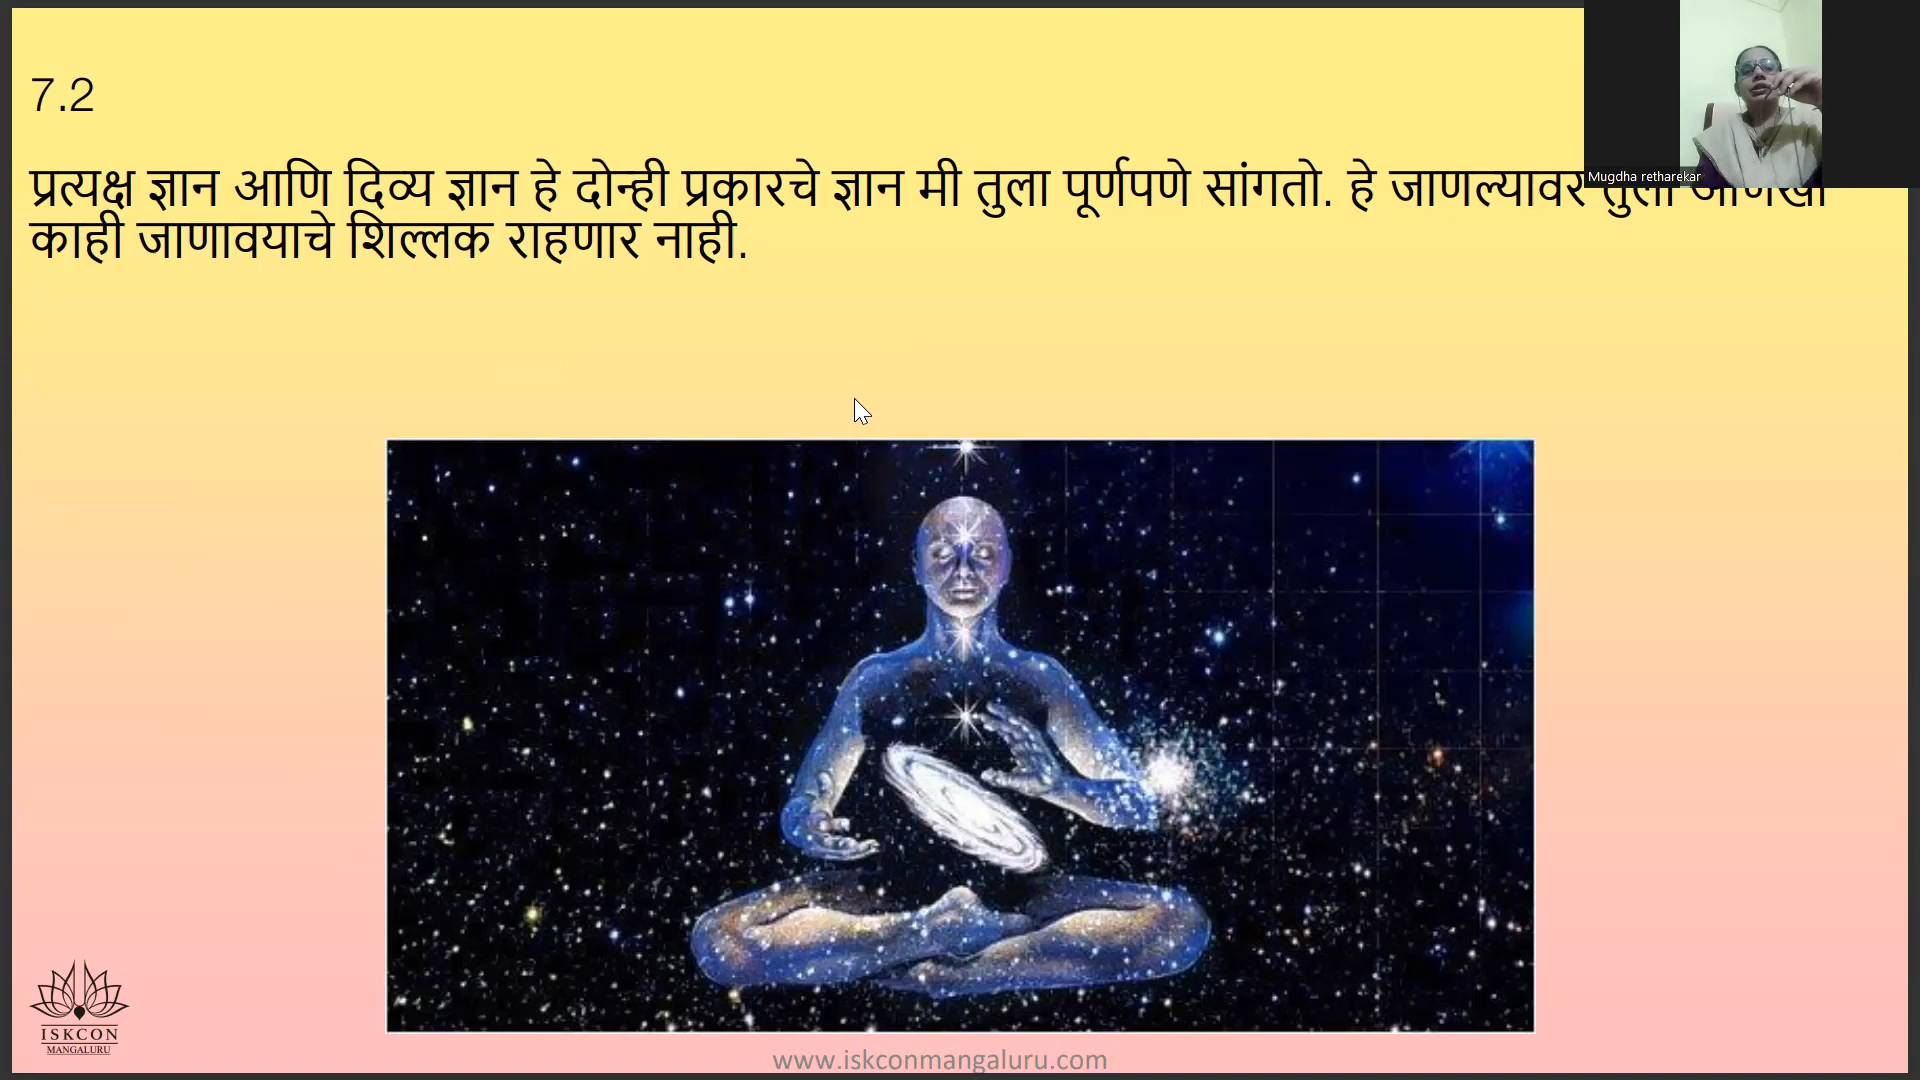 7.2
Mugdha retharekar
प्रत्यक्ष ज्ञान आणि दिव्य ज्ञान हे दोन्ही प्रकारचे ज्ञान मी तुला पूर्णपणे सांगतो. हे जाणल्यावर तुला
काही जाणावयाचे शिल्लक राहणार नाही.
ISKCON
MANGALURU
www.iskconmangaluru.com